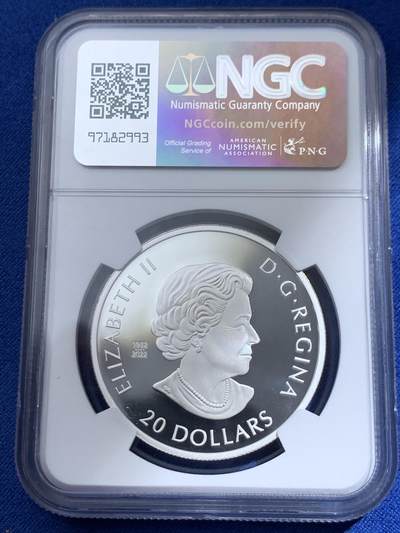 NGC
Numismatic Guaranty Company
NGCcoin.com/verify
97182993
Official Grading
Service of
AMERICAN
NUMISMATIC
ASSOCIATION
PNG
ELIZABETH II
D·G·REGINA
1952
2022
20 DOLLARS